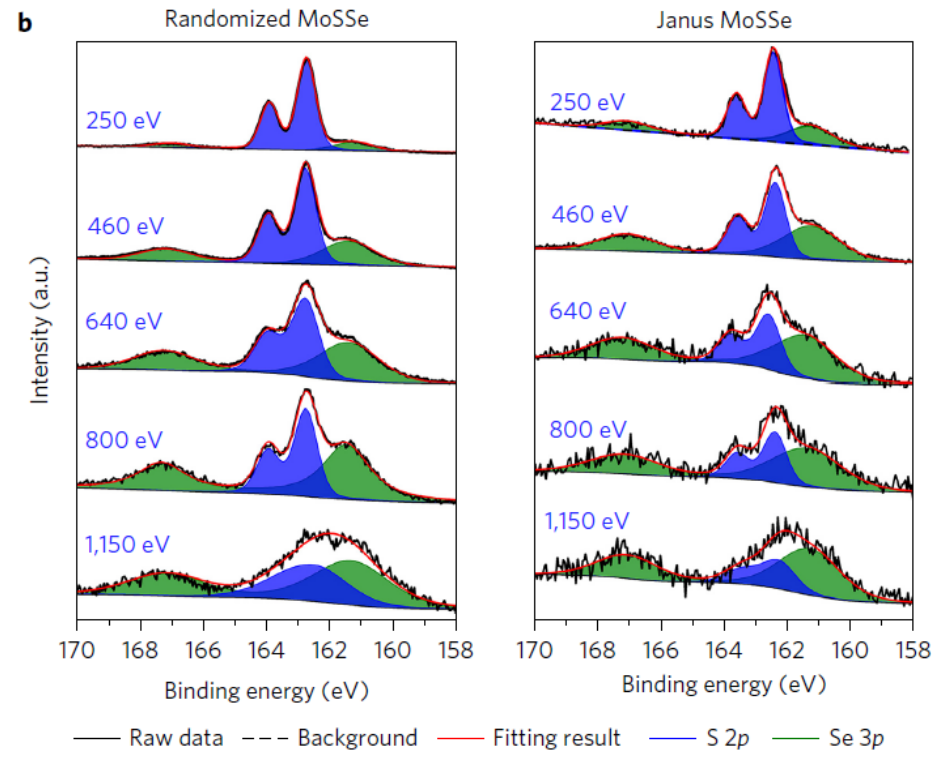 b
Randomized MoSSe
Janus MoSSe
Intensity (a.u.)
250 eV
460 eV
640 eV
800 eV
1,150 eV
170 168 166 164 162 160 158
Binding energy (eV)
250 eV
460 eV
640 eV
800 eV
1,150 eV
170 168 166 164 162 160 158
Binding energy (eV)
Raw data Background Fitting result S 2p Se 3p